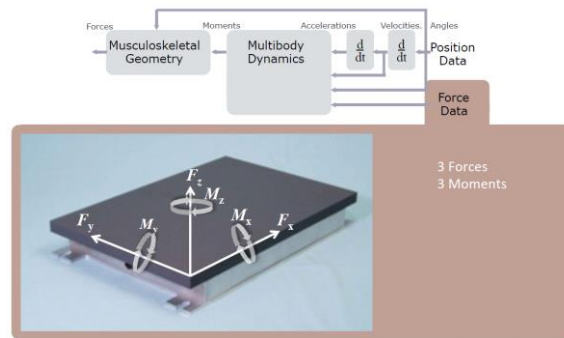 Forces
Moments
Accelerations
Velocities.
Angles
Musculoskeletal
Geometry
Multibody
Dynamics
d
dt
d
dt
Position
Data
Force
Data
3 Forces
3 Moments
Fz
Mz
Mx
Fx
Fy
My